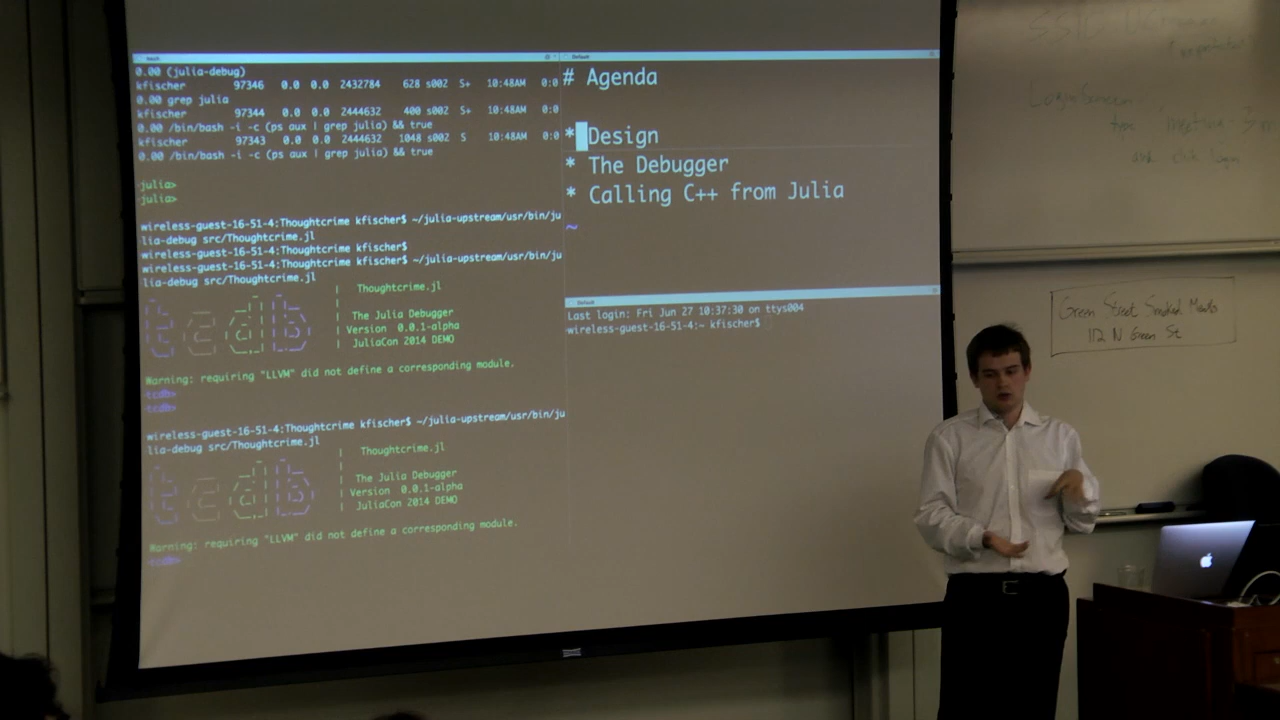 bash
0.00 (julia-debug)
kfischer 97346 0.0 0.0 2432784 628 s002 S+ 10:48AM 0:0
0.00 grep julia
kfischer 97344 0.0 0.0 2444632 400 s002 S+ 10:48AM 0:0
0.00 /bin/bash -i -c (ps aux | grep julia) && true
kfischer 97343 0.0 0.0 2444632 1048 s002 S 10:48AM 0:0
0.00 /bin/bash -i -c (ps aux | grep julia) && true
julia>
julia>
wireless-guest-16-51-4:Thoughtcrime kfischer$ ~/julia-upstream/usr/bin/ju
lia-debug src/Thoughtcrime.jl
wireless-guest-16-51-4:Thoughtcrime kfischer$
wireless-guest-16-51-4:Thoughtcrime kfischer$ ~/julia-upstream/usr/bin/ju
lia-debug src/Thoughtcrime.jl
tcdb
| Thoughtcrime.jl
|
| The Julia Debugger
| Version 0.0.1-alpha
| JuliaCon 2014 DEMO
Warning: requiring "LLVM" did not define a corresponding module.
tcdb>
tcdb>
wireless-guest-16-51-4:Thoughtcrime kfischer$ ~/julia-upstream/usr/bin/ju
lia-debug src/Thoughtcrime.jl
tcdb
| Thoughtcrime.jl
|
| The Julia Debugger
| Version 0.0.1-alpha
| JuliaCon 2014 DEMO
Warning: requiring "LLVM" did not define a corresponding module.
tcdb>
Default
# Agenda
* Design
* The Debugger
* Calling C++ from Julia
~
Default
Last login: Fri Jun 27 10:37:30 on ttys004
wireless-guest-16-51-4:~ kfischer$
Green Street Smoked Meats
112 N Green St